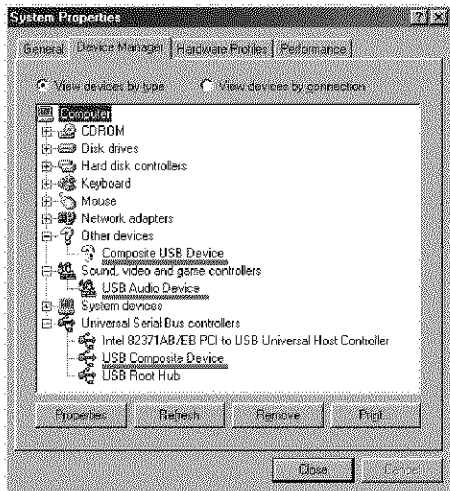 System Properties
General Device Manager Hardware Profiles Performance
View devices by type View devices by connection
Computer
CDROM
Disk drives
Hard disk controllers
Keyboard
Mouse
Network adapters
Other devices
Composite USB Device
Sound, video and game controllers
USB Audio Device
System devices
Universal Serial Bus controllers
Intel 82371AB/EB PCI to USB Universal Host Controller
USB Composite Device
USB Root Hub
Properties Refresh Remove Print...
Close Cancel